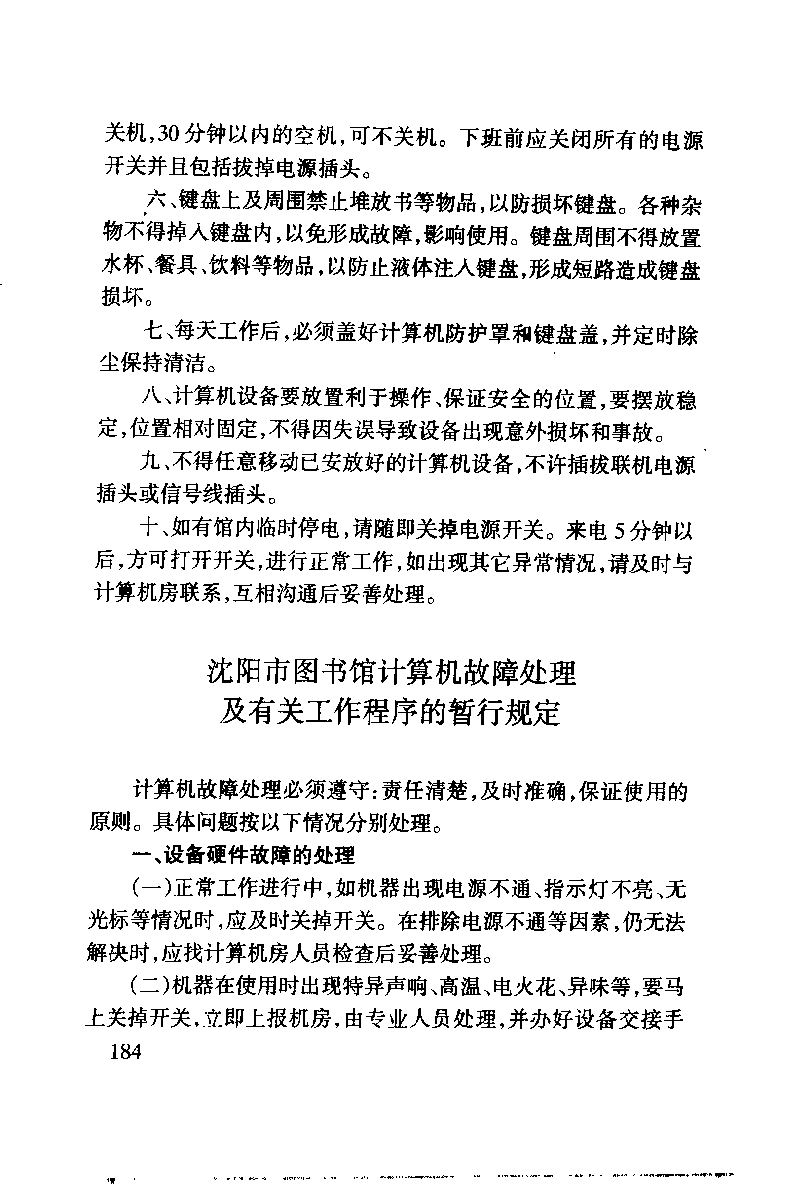 关机,30分钟以内的空机,可不关机。下班前应关闭所有的电源
开关并且包括拔掉电源插头。
六、键盘上及周围禁止堆放书等物品,以防损坏键盘。各种杂
物不得掉入键盘内,以免形成故障,影响使用。键盘周围不得放置
水杯、餐具、饮料等物品,以防止液体注入键盘,形成短路造成键盘
损坏。
七、每天工作后,必须盖好计算机防护罩和键盘盖,并定时除
尘保持清洁。
八、计算机设备要放置利于操作、保证安全的位置,要摆放稳
定,位置相对固定,不得因失误导致设备出现意外损坏和事故。
九、不得任意移动已安放好的计算机设备,不许插拔联机电源
插头或信号线插头。
十、如有馆内临时停电,请随即关掉电源开关。来电5分钟以
后,方可打开开关,进行正常工作,如出现其它异常情况,请及时与
计算机房联系,互相沟通后妥善处理。
沈阳市图书馆计算机故障处理
及有关工作程序的暂行规定
计算机故障处理必须遵守:责任清楚,及时准确,保证使用的
原则。具体问题按以下情况分别处理。
一、设备硬件故障的处理
(一)正常工作进行中,如机器出现电源不通、指示灯不亮、无
光标等情况时,应及时关掉开关。在排除电源不通等因素,仍无法
解决时,应找计算机房人员检查后妥善处理。
(二)机器在使用时出现特异声响、高温、电火花、异味等,要马
上关掉开关,立即上报机房,由专业人员处理,并办好设备交接手
184